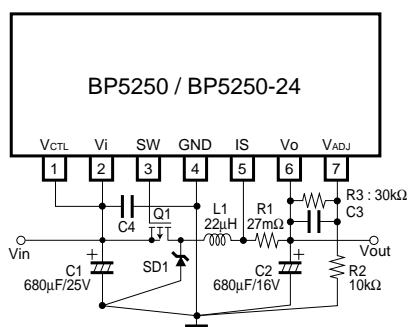 BP5250 / BP5250-24
VCTL Vi SW GND IS Vo VADJ
1 2 3 4 5 6 7
R3 : 30kΩ
Q1 L1 R1 C3
22μH 27mΩ
C4
Vin Vout
C1 SD1 C2 R2
680μF/25V 680μF/16V 10kΩ
+ +